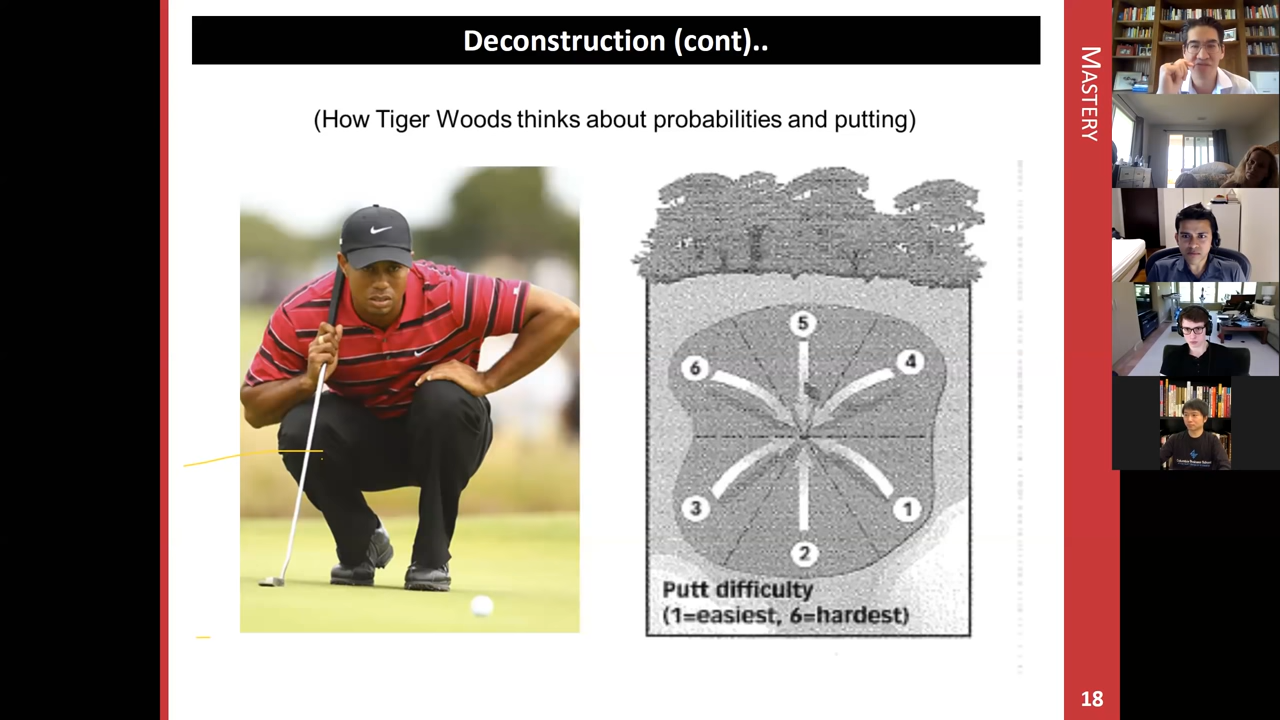 Deconstruction (cont)..
(How Tiger Woods thinks about probabilities and putting)
MASTERY
5
6
4
3
1
2
Putt difficulty
(1=easiest, 6=hardest)
18